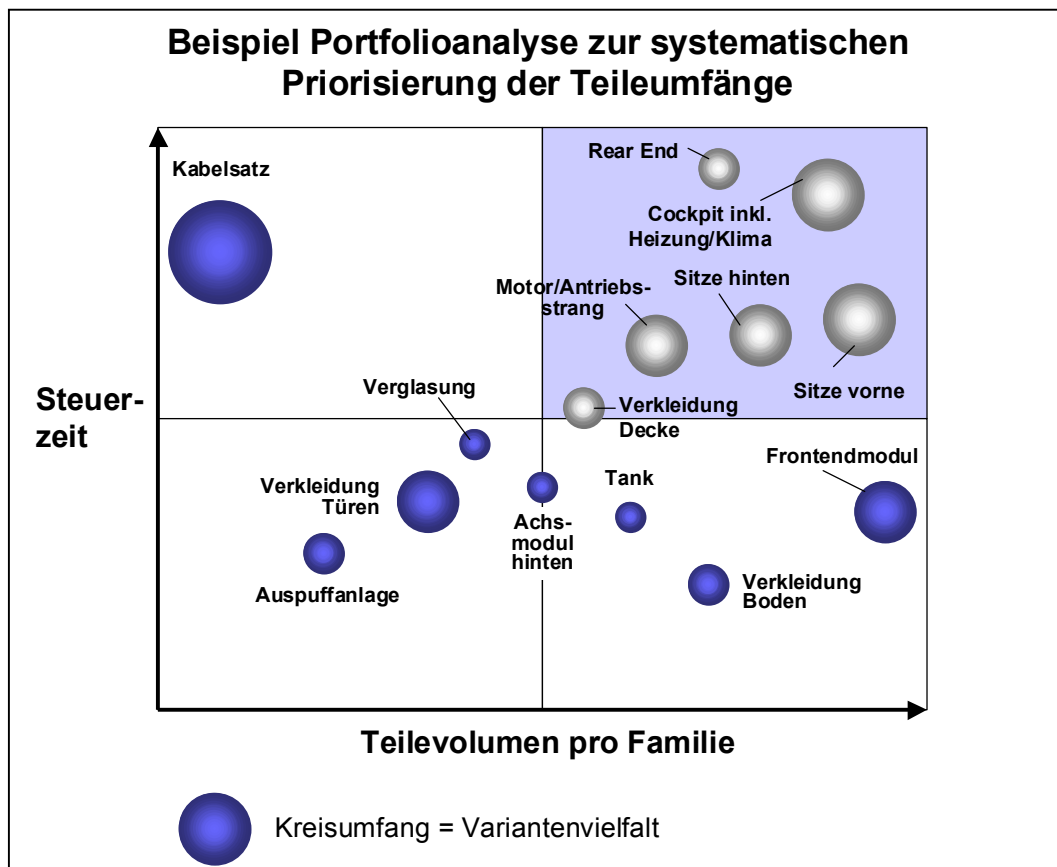 Beispiel Portfolioanalyse zur systematischen
Priorisierung der Teileumfänge
Kabelsatz
Rear End
Cockpit inkl.
Heizung/Klima
Motor/Antriebs-
strang
Sitze hinten
Sitze vorne
Verglasung
Verkleidung
Decke
Steuer-
zeit
Verkleidung
Türen
Achs-
modul
hinten
Tank
Frontendmodul
Auspuffanlage
Verkleidung
Boden
Teilevolumen pro Familie
Kreisumfang = Variantenvielfalt